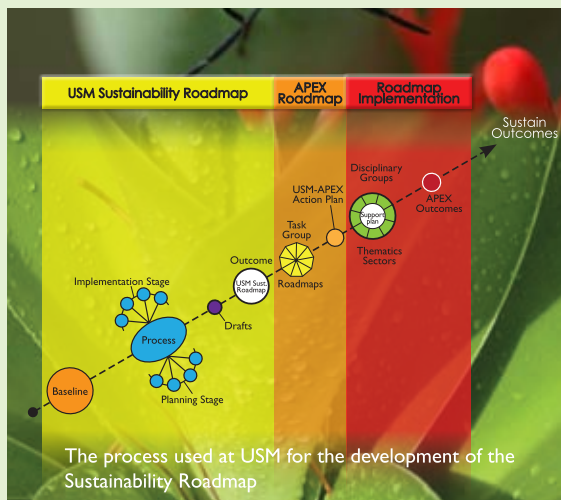 USM Sustainability Roadmap
APEX
Roadmap
Roadmap
Implementation
Sustain
Outcomes
Disciplinary
Groups
USM-APEX
Action Plan
APEX
Outcomes
Support
plan
Task
Group
Thematics
Sectors
Outcome
USM Sust.
Roadmap
Roadmaps
Implementation Stage
Drafts
Process
Baseline
Planning Stage
The process used at USM for the development of the
Sustainability Roadmap